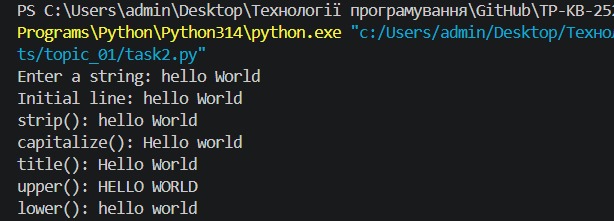 PS C:\Users\admin\Desktop\Технології програмування\GitHub\TP-KB-252
Programs\Python\Python314\python.exe "c:/Users/admin/Desktop/Технол
ts/topic_01/task2.py"
Enter a string: hello World
Initial line: hello World
strip(): hello World
capitalize(): Hello world
title(): Hello World
upper(): HELLO WORLD
lower(): hello world